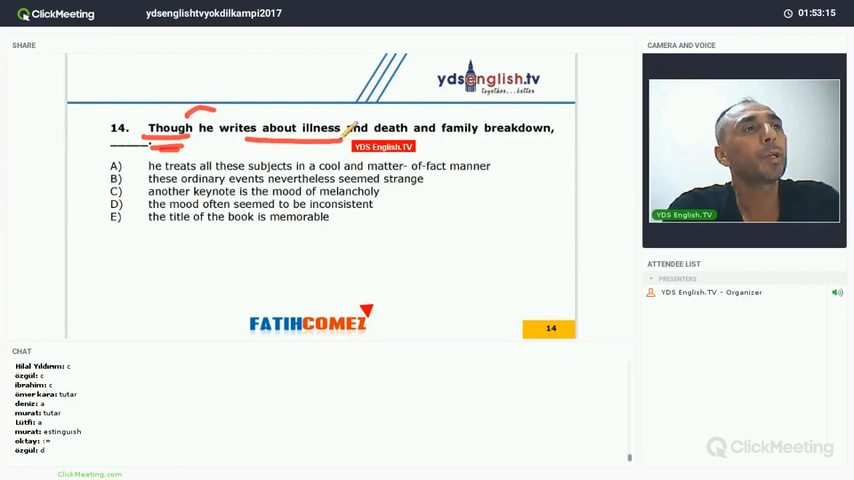 ClickMeeting
ydsenglishtvyokdilkampi2017
01:53:15
SHARE
CAMERA AND VOICE
ydsenglish.tv
together...better
14. Though he writes about illness and death and family breakdown,
_____.
YDS English.TV
A) he treats all these subjects in a cool and matter- of-fact manner
B) these ordinary events nevertheless seemed strange
C) another keynote is the mood of melancholy
D) the mood often seemed to be inconsistent
E) the title of the book is memorable
FATIHCOMEZ
14
YDS English.TV
ATTENDEE LIST
PRESENTERS
YDS English.TV - Organizer
CHAT
Hilal Yıldırım: c
özgül: c
ibrahim: c
ömer kara: tutar
deniz: a
murat: tutar
Lütfi: a
murat: estinguısh
oktay: :=
özgül: d
ClickMeeting
ClickMeeting.com